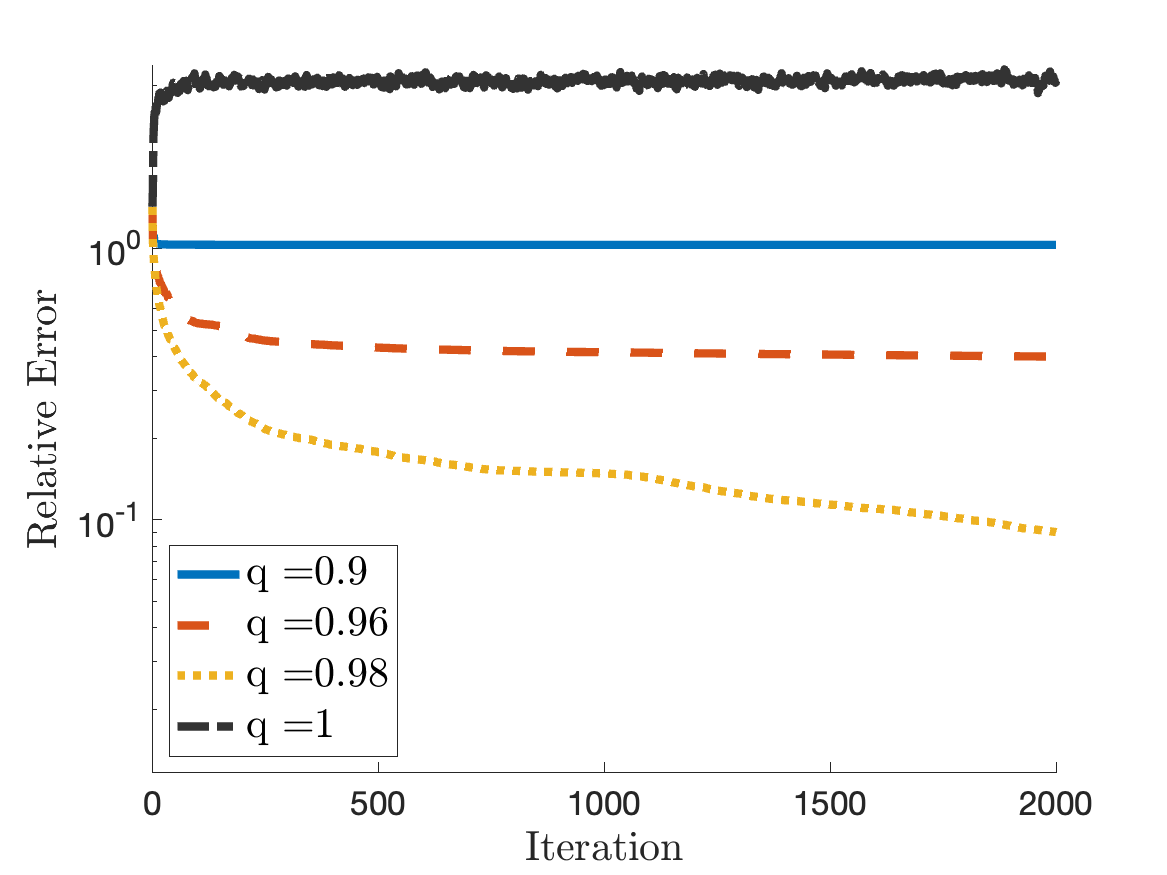 10^0
10^-1
Relative Error
q =0.9
q =0.96
q =0.98
q =1
0 500 1000 1500 2000
Iteration